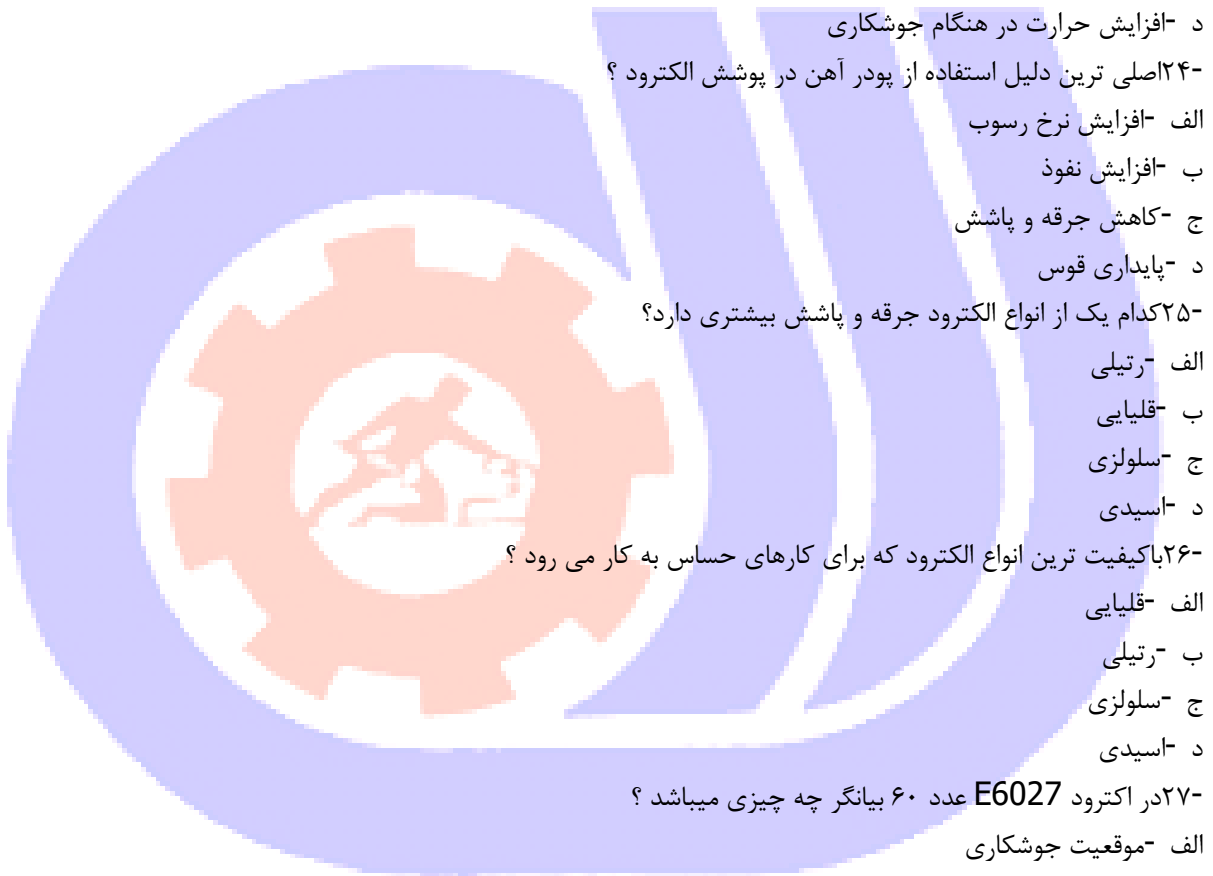 د -افزایش حرارت در هنگام جوشکاری
-۲۴اصلی ترین دلیل استفاده از پودر آهن در پوشش الکترود ؟
الف -افزایش نرخ رسوب
ب -افزایش نفوذ
ج -کاهش جرقه و پاشش
د -پایداری قوس
-۲۵کدام یک از انواع الکترود جرقه و پاشش بیشتری دارد؟
الف -رتیلی
ب -قلیایی
ج -سلولزی
د -اسیدی
-۲۶باکیفیت ترین انواع الکترود که برای کارهای حساس به کار می رود ؟
الف -قلیایی
ب -رتیلی
ج -سلولزی
د -اسیدی
-۲۷در اکترود E6027 عدد ۶۰ بیانگر چه چیزی میباشد ؟
الف -موقعیت جوشکاری